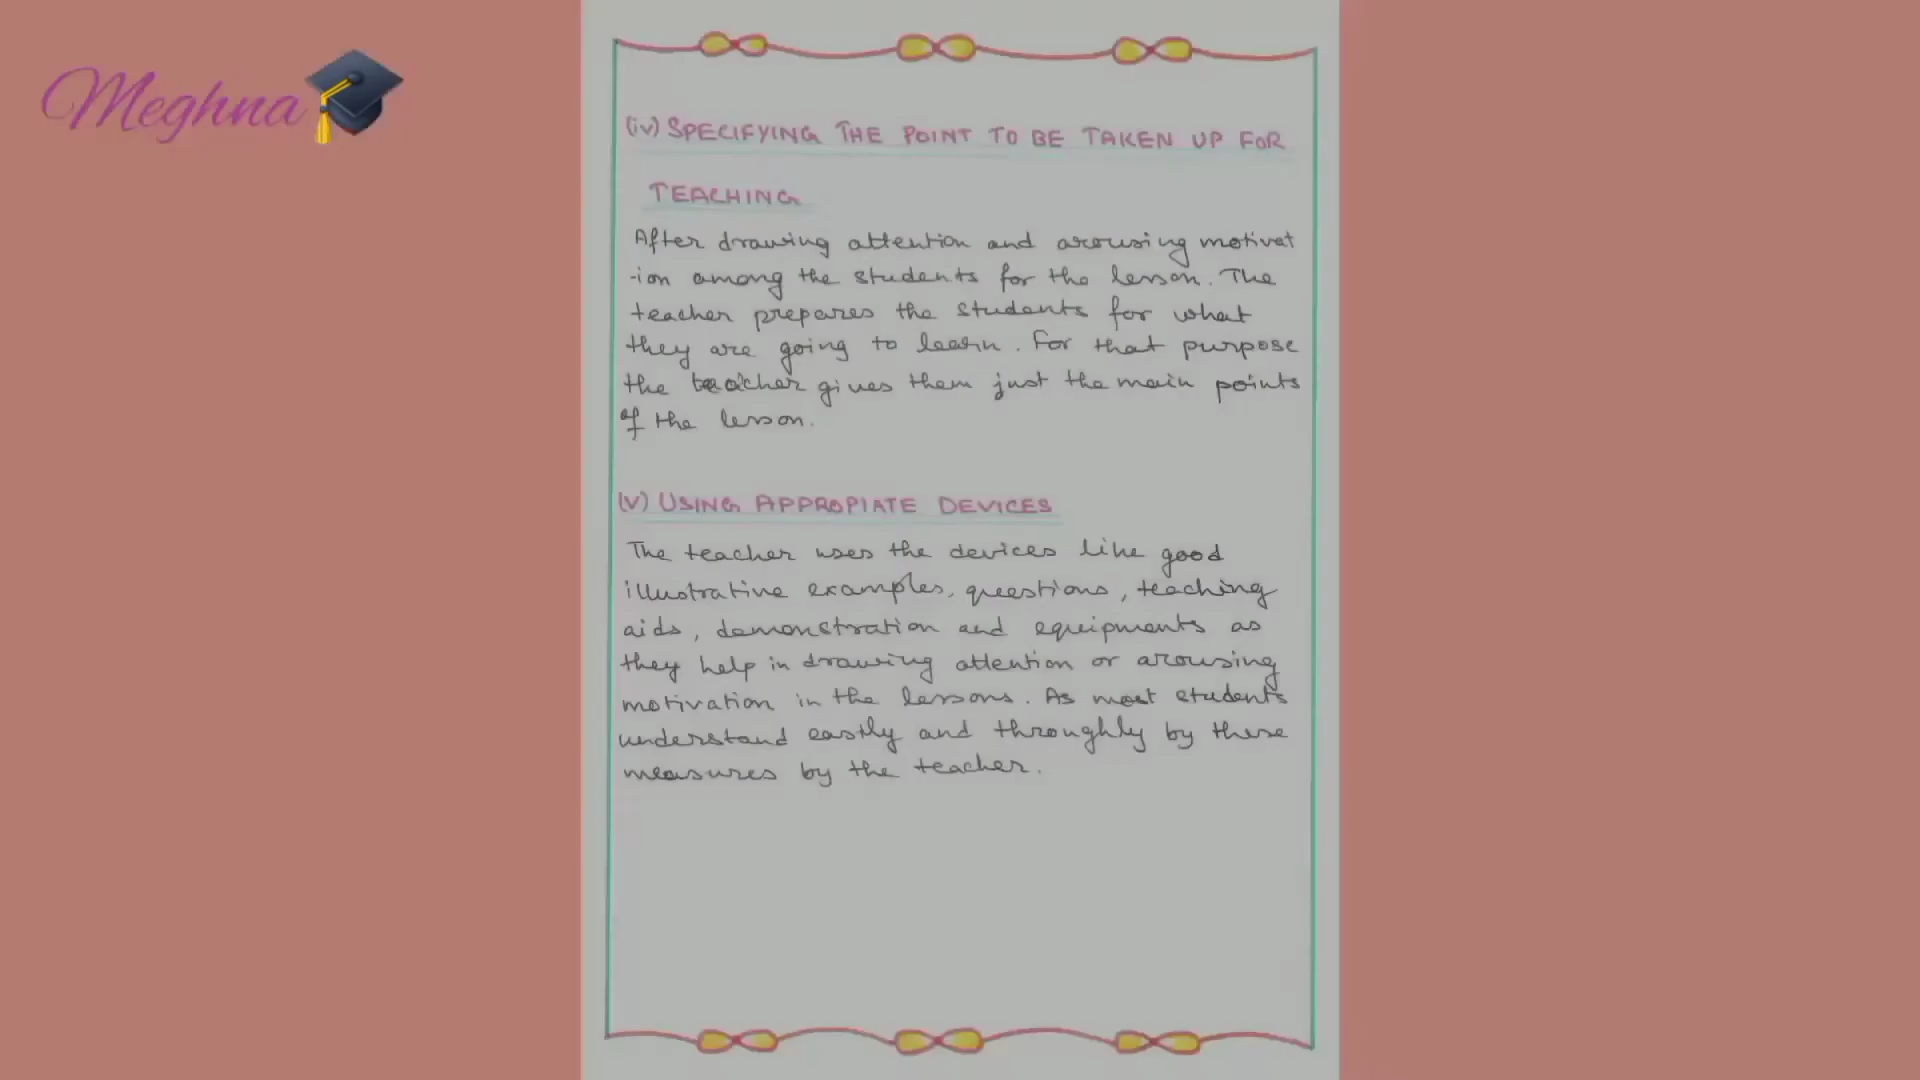 Meghna
(iv) SPECIFYING THE POINT TO BE TAKEN UP FOR
TEACHING
After drawing attention and arousing motivat
-ion among the students for the lesson. The
teacher prepares the students for what
they are going to learn. For that purpose
the teacher gives them just the main points
of the lesson.
(v) USING APPROPIATE DEVICES
The teacher uses the devices like good
illustrative examples, questions, teaching
aids, demonstration and equipments as
they help in drawing attention or arousing
motivation in the lessons. As most students
understand easily and throughly by these
measures by the teacher.